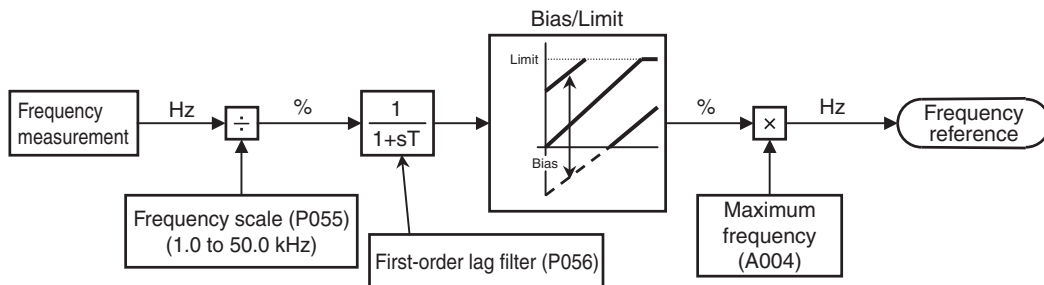 Bias/Limit
Limit
Bias
Frequency
measurement
Hz
÷
%
1
1+sT
%
×
Hz
Frequency
reference
Frequency scale (P055)
(1.0 to 50.0 kHz)
First-order lag filter (P056)
Maximum
frequency
(A004)